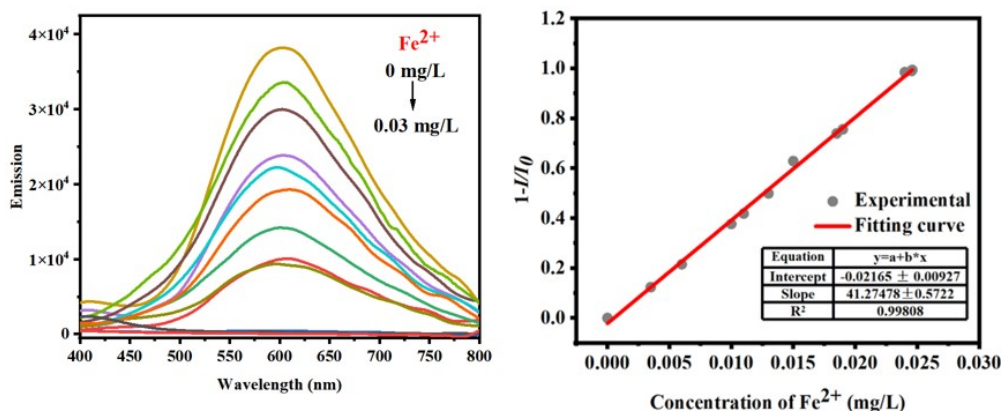 4×10⁴
3×10⁴
2×10⁴
1×10⁴
0
Emission
400 450 500 550 600 650 700 750 800
Wavelength (nm)
Fe²⁺
0 mg/L
0.03 mg/L
1.0
0.8
0.6
0.4
0.2
0.0
1-I/I₀
0.000 0.005 0.010 0.015 0.020 0.025 0.030
Concentration of Fe²⁺ (mg/L)
Experimental
Fitting curve
Equation y=a+b*x
Intercept -0.02165 ± 0.00927
Slope 41.27478±0.5722
R² 0.99808